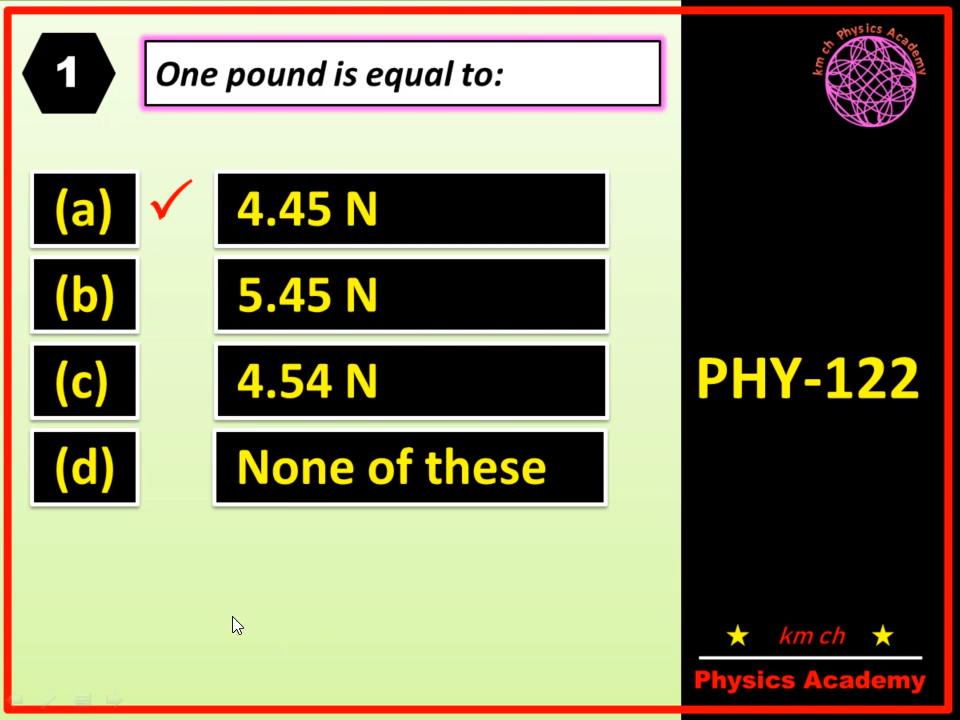 1
One pound is equal to:
km ch Physics Academy
(a) ✓ 4.45 N
(b) 5.45 N
(c) 4.54 N
(d) None of these
PHY-122
km ch
Physics Academy